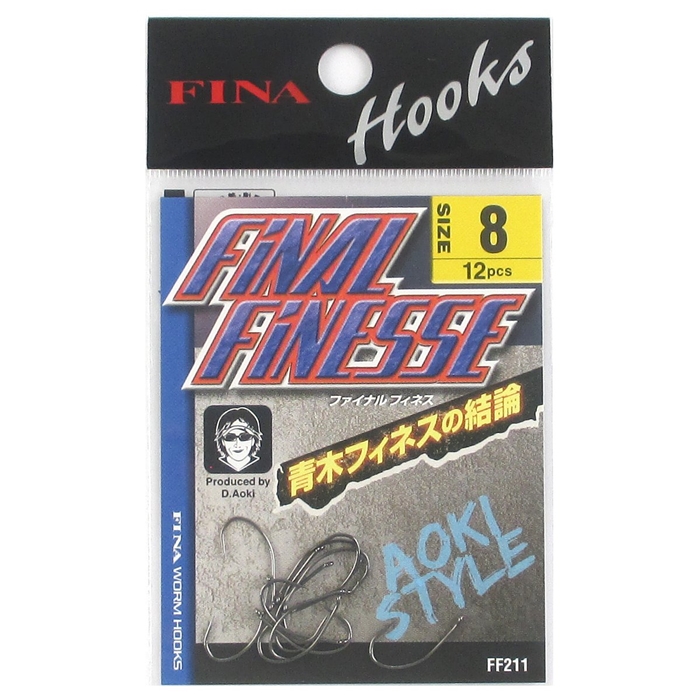 FINA
Hooks
SIZE
8
12pcs
FiNAL
FiNESSE
ファイナル フィネス
青木フィネスの結論
Produced by
D.Aoki
AOKI
STYLE
FINA WORM HOOKS
FF211